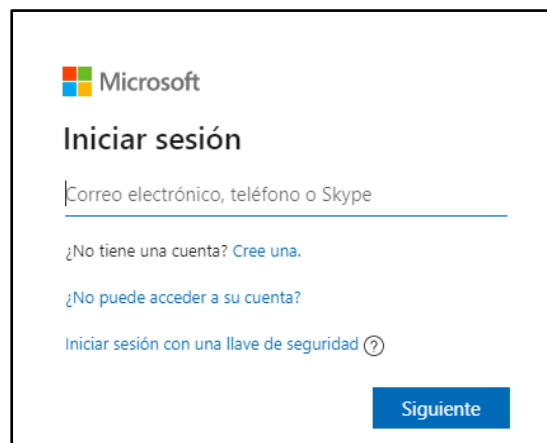 Microsoft
Iniciar sesión
Correo electrónico, teléfono o Skype
¿No tiene una cuenta? Cree una.
¿No puede acceder a su cuenta?
Iniciar sesión con una llave de seguridad ?
Siguiente